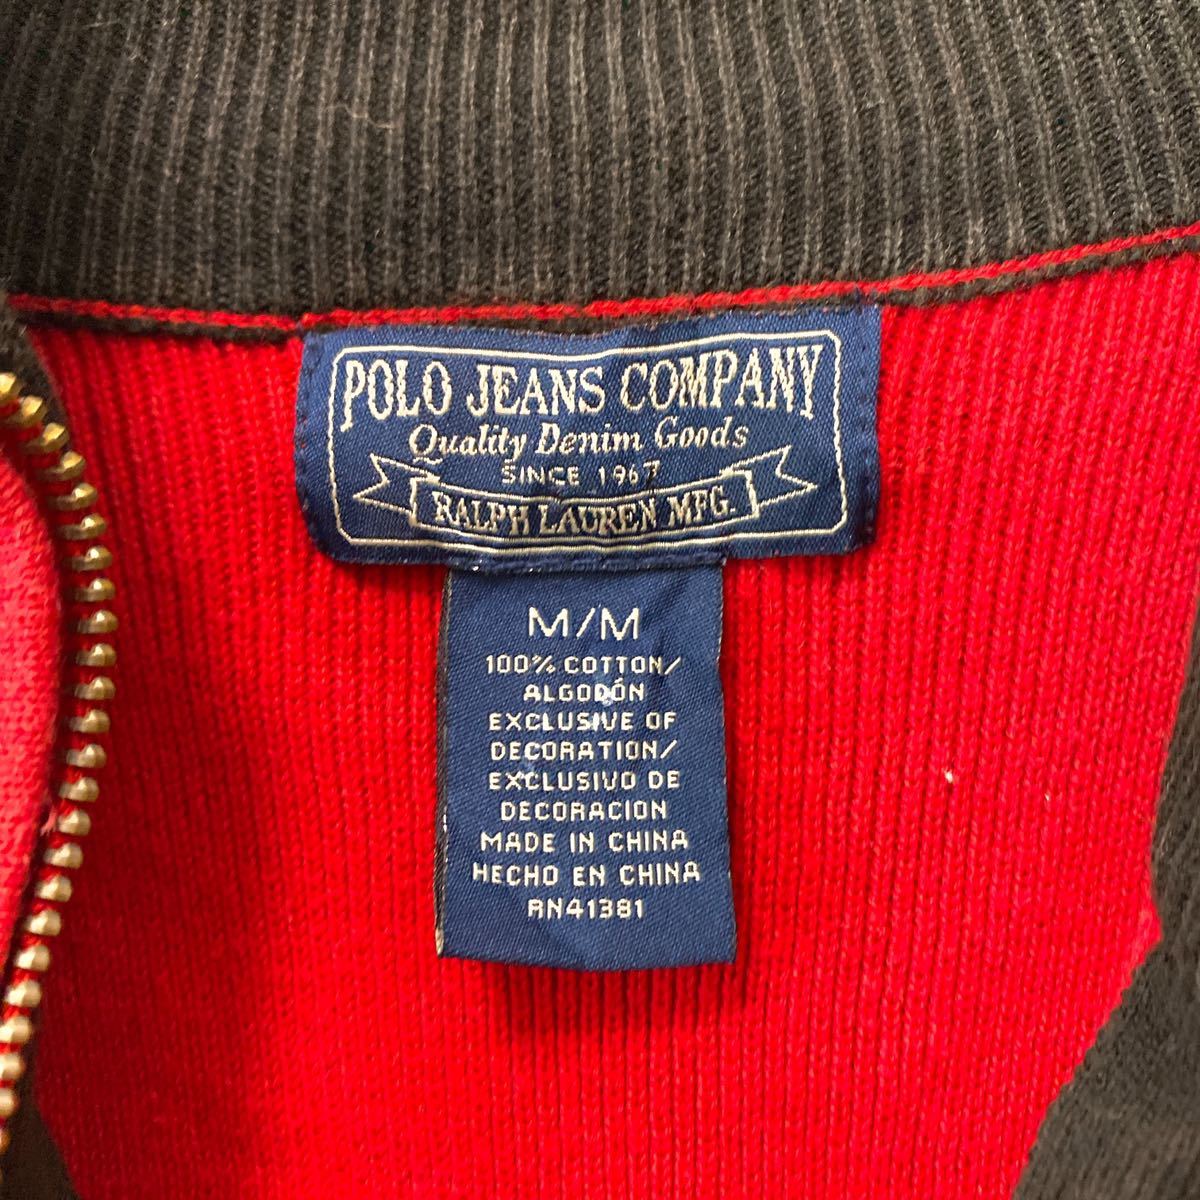 POLO JEANS COMPANY
Quality Denim Goods
SINCE 1967
RALPH LAUREN MFG.
M/M
100% COTTON/
ALGODÓN
EXCLUSIVE OF
DECORATION/
EXCLUSIVO DE
DECORACION
MADE IN CHINA
HECHO EN CHINA
RN41381